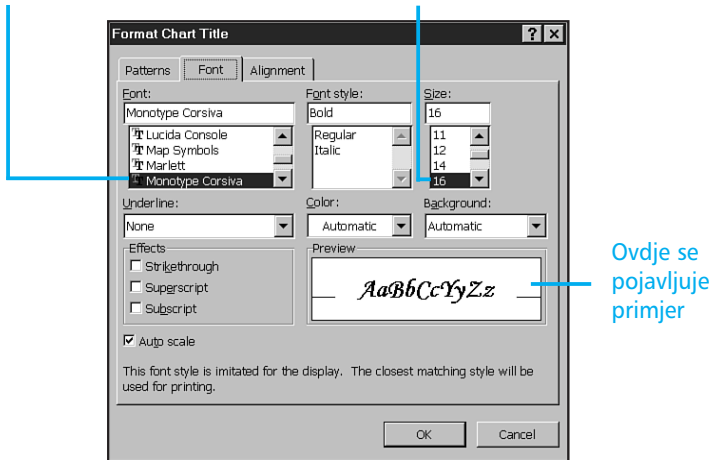 Format Chart Title
Patterns
Font
Alignment
Font:
Font style:
Size:
Monotype Corsiva
Bold
16
Lucida Console
Map Symbols
Marlett
Monotype Corsiva
Regular
Italic
11
12
14
16
Underline:
Color:
Background:
None
Automatic
Automatic
Effects
Strikethrough
Superscript
Subscript
Preview
AaBbCcYyZz
Ovdje se
pojavljuje
primjer
Auto scale
This font style is imitated for the display. The closest matching style will be
used for printing.
OK
Cancel